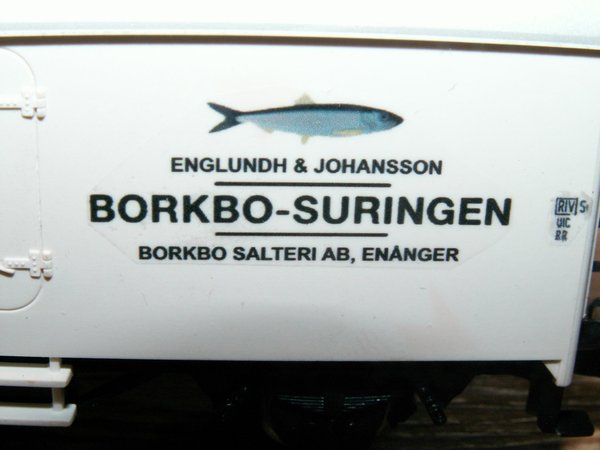 ENGLUNDH & JOHANSSON
BORKBO-SURINGEN
BORKBO SALTERI AB, ENÅNGER
RIV
UIC